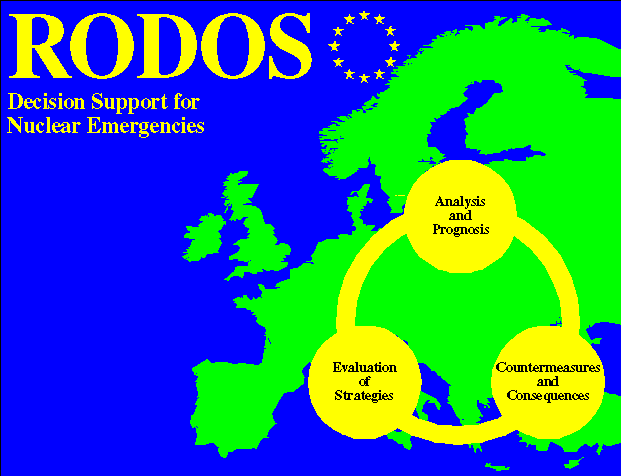 RODOS
Decision Support for
Nuclear Emergencies
Analysis
and
Prognosis
Evaluation
of
Strategies
Countermeasures
and
Consequences